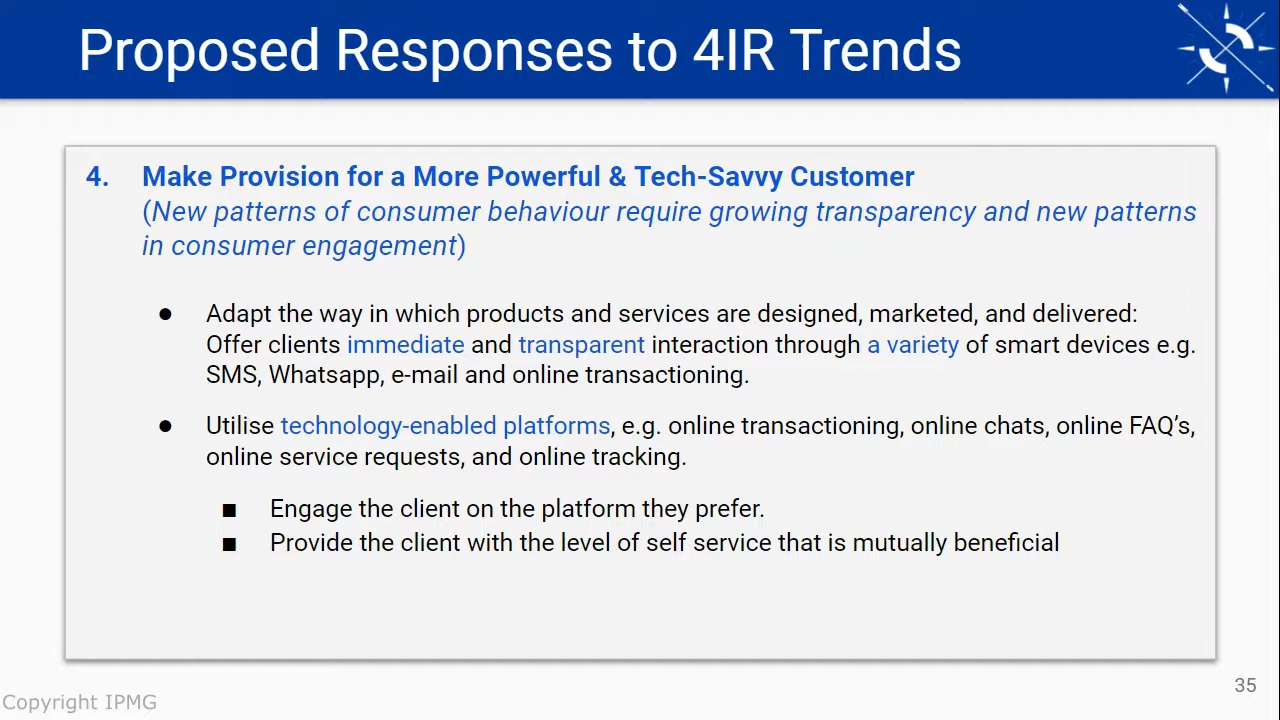 Proposed Responses to 4IR Trends
4. Make Provision for a More Powerful & Tech-Savvy Customer
(New patterns of consumer behaviour require growing transparency and new patterns
in consumer engagement)
● Adapt the way in which products and services are designed, marketed, and delivered:
Offer clients immediate and transparent interaction through a variety of smart devices e.g.
SMS, Whatsapp, e-mail and online transactioning.
● Utilise technology-enabled platforms, e.g. online transactioning, online chats, online FAQ's,
online service requests, and online tracking.
■ Engage the client on the platform they prefer.
■ Provide the client with the level of self service that is mutually beneficial
35
Copyright IPMG